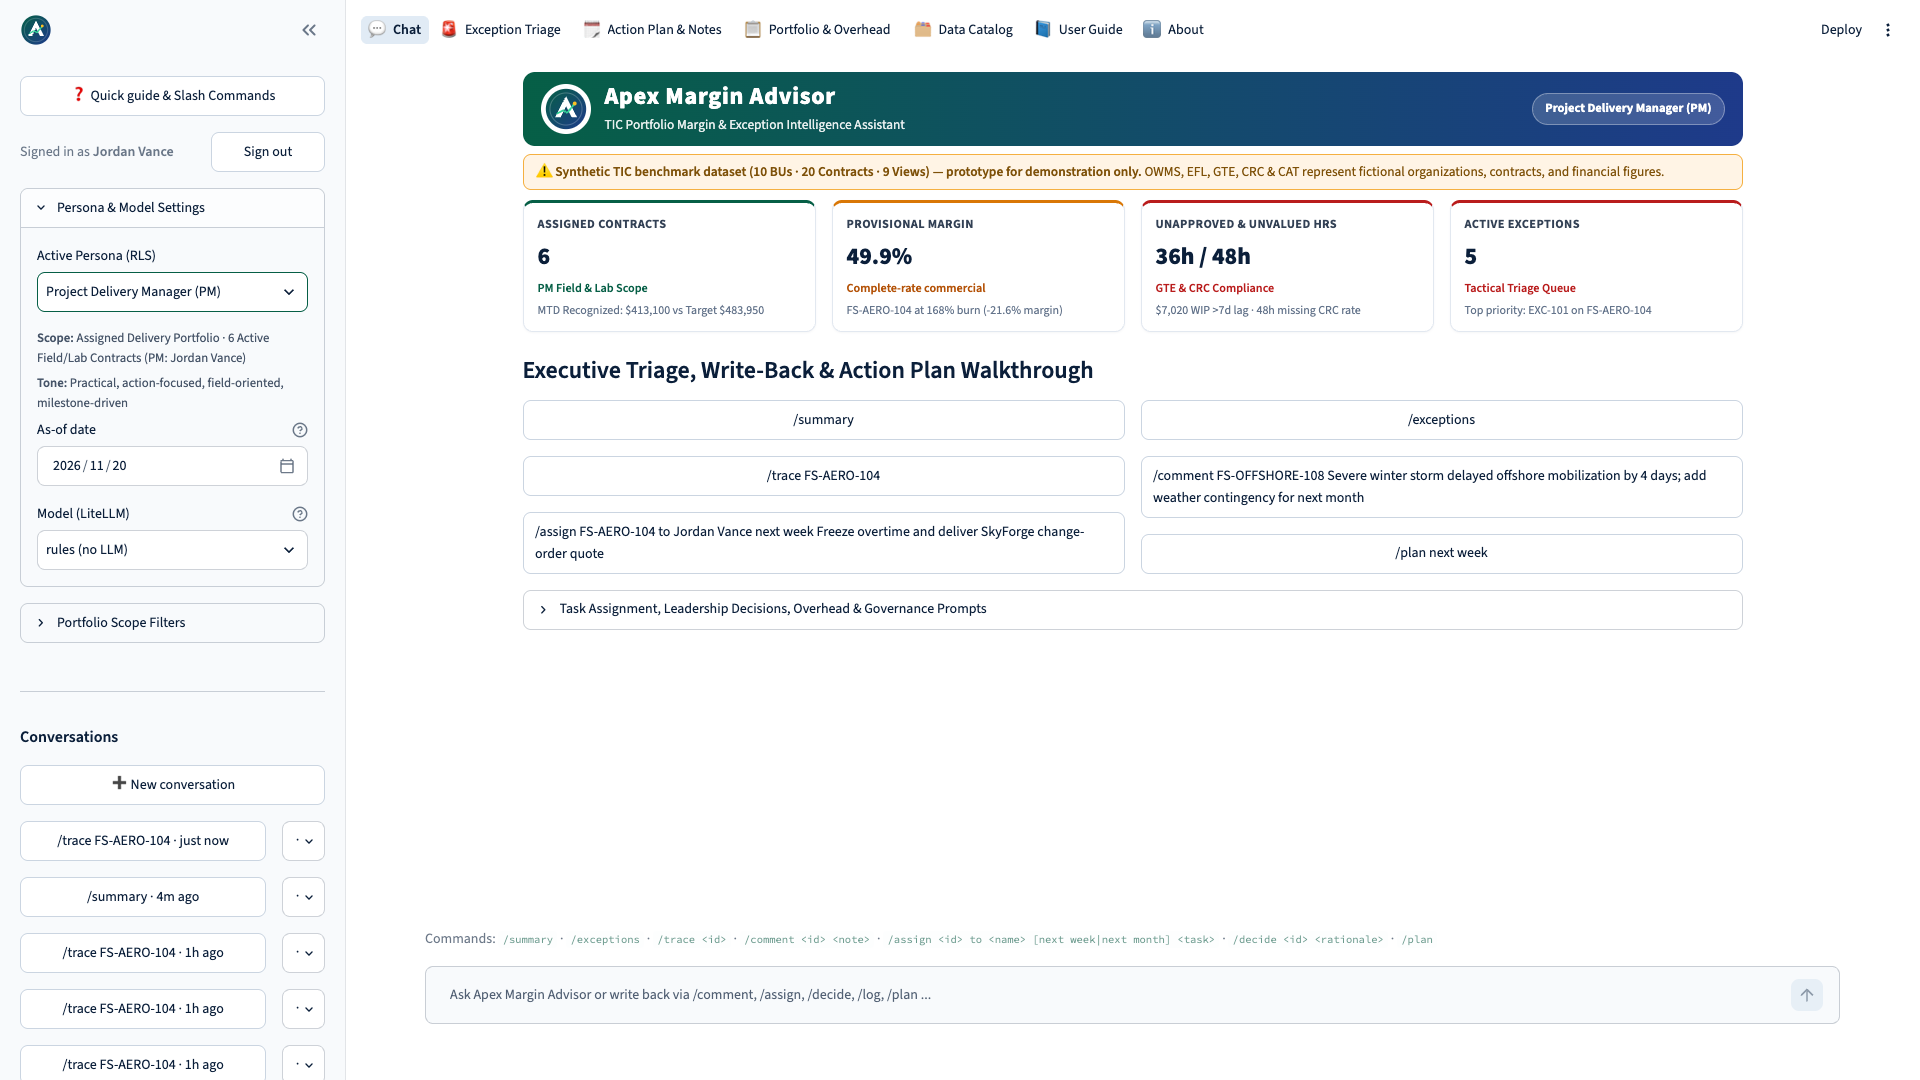 ❓ Quick guide & Slash Commands
Signed in as Jordan Vance
Sign out
Persona & Model Settings
Active Persona (RLS)
Project Delivery Manager (PM)
Scope: Assigned Delivery Portfolio · 6 Active
Field/Lab Contracts (PM: Jordan Vance)
Tone: Practical, action-focused, field-oriented,
milestone-driven
As-of date
2026 / 11 / 20
Model (LiteLLM)
rules (no LLM)
Portfolio Scope Filters
Conversations
➕ New conversation
/trace FS-AERO-104 · just now
/summary · 4m ago
/trace FS-AERO-104 · 1h ago
/trace FS-AERO-104 · 1h ago
/trace FS-AERO-104 · 1h ago
Chat
Exception Triage
Action Plan & Notes
Portfolio & Overhead
Data Catalog
User Guide
About
Deploy
Apex Margin Advisor
TIC Portfolio Margin & Exception Intelligence Assistant
Project Delivery Manager (PM)
⚠️ Synthetic TIC benchmark dataset (10 BUs · 20 Contracts · 9 Views) — prototype for demonstration only. OWMS, EFL, GTE, CRC & CAT represent fictional organizations, contracts, and financial figures.
ASSIGNED CONTRACTS
6
PM Field & Lab Scope
MTD Recognized: $413,100 vs Target $483,950
PROVISIONAL MARGIN
49.9%
Complete-rate commercial
FS-AERO-104 at 168% burn (-21.6% margin)
UNAPPROVED & UNVALUED HRS
36h / 48h
GTE & CRC Compliance
$7,020 WIP >7d lag · 48h missing CRC rate
ACTIVE EXCEPTIONS
5
Tactical Triage Queue
Top priority: EXC-101 on FS-AERO-104
Executive Triage, Write-Back & Action Plan Walkthrough
/summary
/exceptions
/trace FS-AERO-104
/comment FS-OFFSHORE-108 Severe winter storm delayed offshore mobilization by 4 days; add
weather contingency for next month
/assign FS-AERO-104 to Jordan Vance next week Freeze overtime and deliver SkyForge change-
order quote
/plan next week
Task Assignment, Leadership Decisions, Overhead & Governance Prompts
Commands: /summary · /exceptions · /trace <id> · /comment <id> <note> · /assign <id> to <name> [next week|next month] <task> · /decide <id> <rationale> · /plan
Ask Apex Margin Advisor or write back via /comment, /assign, /decide, /log, /plan ...